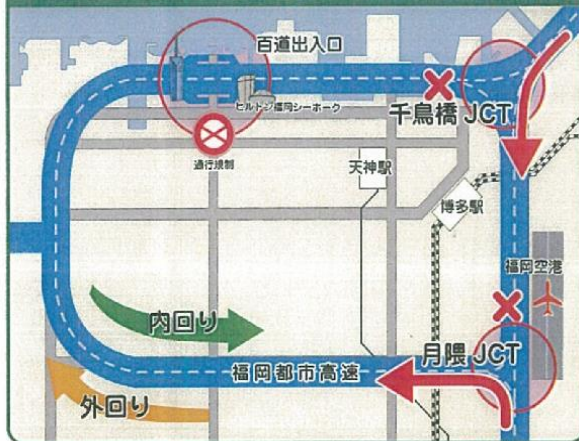 百道出入口
ヒルトン福岡シーホーク
千鳥橋 JCT
通行規制
天神駅
博多駅
福岡空港
内回り
月隈 JCT
福岡都市高速
外回り